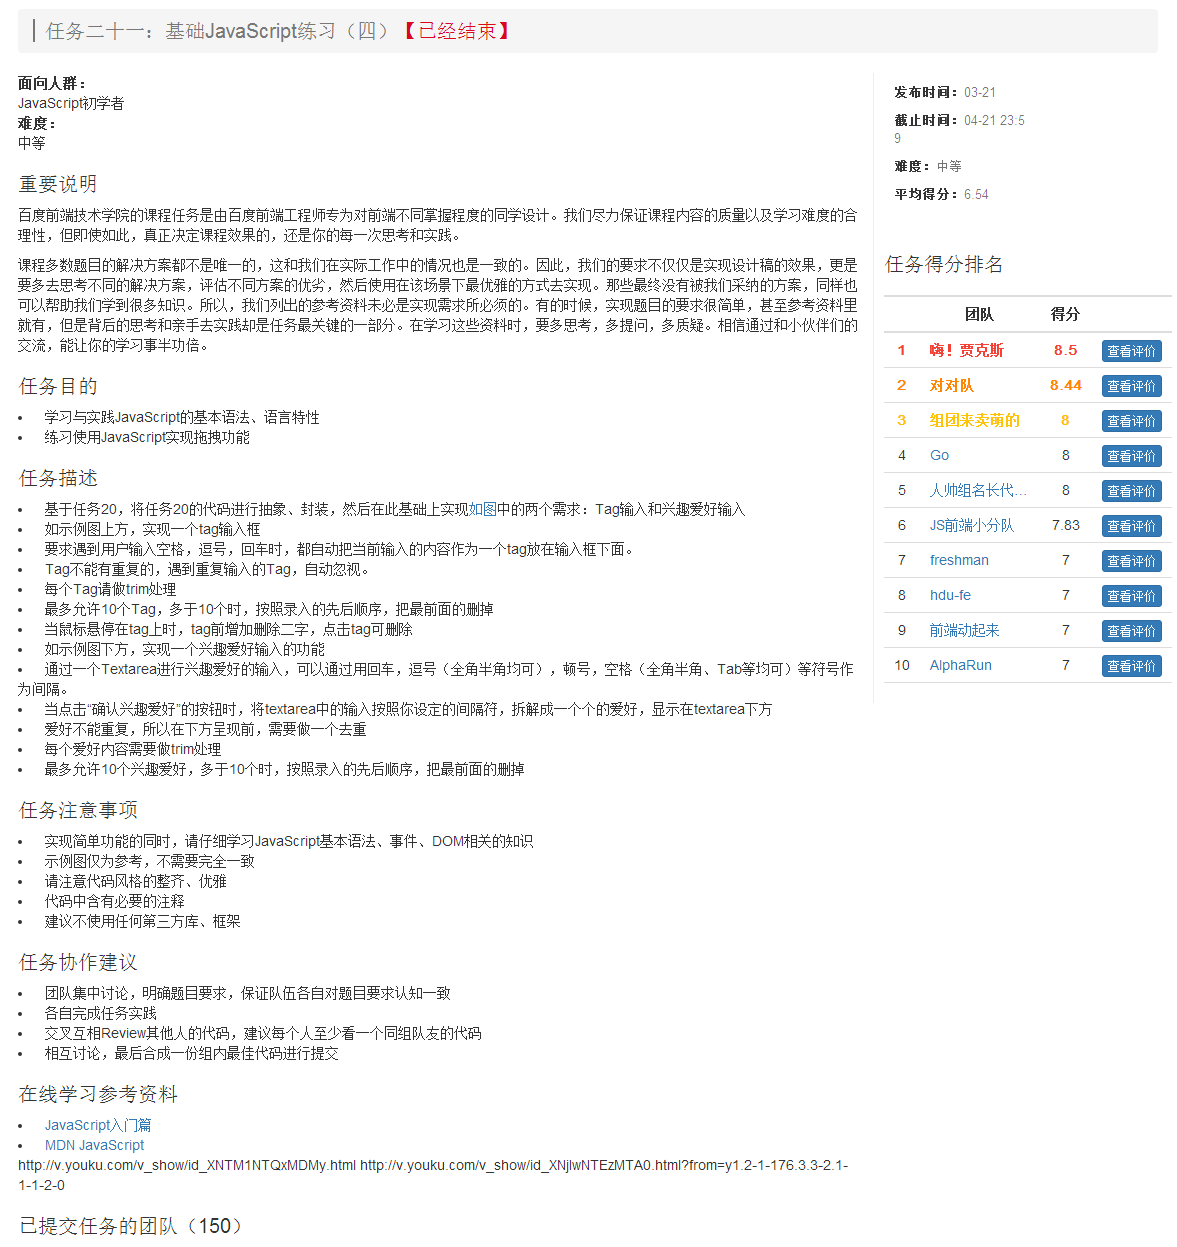 任务二十一：基础JavaScript练习（四）【已经结束】
面向人群：
JavaScript初学者
难度：
中等
重要说明
百度前端技术学院的课程任务是由百度前端工程师专为对前端不同掌握程度的同学设计。我们尽力保证课程内容的质量以及学习难度的合
理性，但即使如此，真正决定课程效果的，还是你的每一次思考和实践。
课程多数题目的解决方案都不是唯一的，这和我们在实际工作中的情况也是一致的。因此，我们的要求不仅仅是实现设计稿的效果，更是
要多去思考不同的解决方案，评估不同方案的优劣，然后使用在该场景下最优雅的方式去实现。那些最终没有被我们采纳的方案，同样也
可以帮助我们学到很多知识。所以，我们列出的参考资料未必是实现需求所必须的。有的时候，实现题目的要求很简单，甚至参考资料里
就有，但是背后的思考和亲手去实践却是任务最关键的一部分。在学习这些资料时，要多思考，多提问，多质疑。相信通过和小伙伴们的
交流，能让你的学习事半功倍。
任务目的
• 学习与实践JavaScript的基本语法、语言特性
• 练习使用JavaScript实现拖拽功能
任务描述
• 基于任务20，将任务20的代码进行抽象、封装，然后在此基础上实现如图中的两个需求：Tag输入和兴趣爱好输入
• 如示例图上方，实现一个tag输入框
• 要求遇到用户输入空格，逗号，回车时，都自动把当前输入的内容作为一个tag放在输入框下面。
• Tag不能有重复的，遇到重复输入的Tag，自动忽视。
• 每个Tag请做trim处理
• 最多允许10个Tag，多于10个时，按照录入的先后顺序，把最前面的删掉
• 当鼠标悬停在tag上时，tag前增加删除二字，点击tag可删除
• 如示例图下方，实现一个兴趣爱好输入的功能
• 通过一个Textarea进行兴趣爱好的输入，可以通过用回车，逗号（全角半角均可），顿号，空格（全角半角、Tab等均可）等符号作
为间隔。
• 当点击“确认兴趣爱好”的按钮时，将textarea中的输入按照你设定的间隔符，拆解成一个个的爱好，显示在textarea下方
• 爱好不能重复，所以在下方呈现前，需要做一个去重
• 每个爱好内容需要做trim处理
• 最多允许10个兴趣爱好，多于10个时，按照录入的先后顺序，把最前面的删掉
任务注意事项
• 实现简单功能的同时，请仔细学习JavaScript基本语法、事件、DOM相关的知识
• 示例图仅为参考，不需要完全一致
• 请注意代码风格的整齐、优雅
• 代码中含有必要的注释
• 建议不使用任何第三方库、框架
任务协作建议
• 团队集中讨论，明确题目要求，保证队伍各自对题目要求认知一致
• 各自完成任务实践
• 交叉互相Review其他人的代码，建议每个人至少看一个同组队友的代码
• 相互讨论，最后合成一份组内最佳代码进行提交
在线学习参考资料
• JavaScript入门篇
• MDN JavaScript
http://v.youku.com/v_show/id_XNTM1NTQxMDMy.html http://v.youku.com/v_show/id_XNjlwNTEzMTA0.html?from=y1.2-1-176.3.3-2.1-
1-1-2-0
已提交任务的团队（150）
发布时间：03-21
截止时间：04-21 23:5
9
难度：中等
平均得分：6.54
任务得分排名
团队 得分
1 嗨！贾克斯 8.5 查看评价
2 对对队 8.44 查看评价
3 组团来卖萌的 8 查看评价
4 Go 8 查看评价
5 人帅组名长代... 8 查看评价
6 JS前端小分队 7.83 查看评价
7 freshman 7 查看评价
8 hdu-fe 7 查看评价
9 前端动起来 7 查看评价
10 AlphaRun 7 查看评价